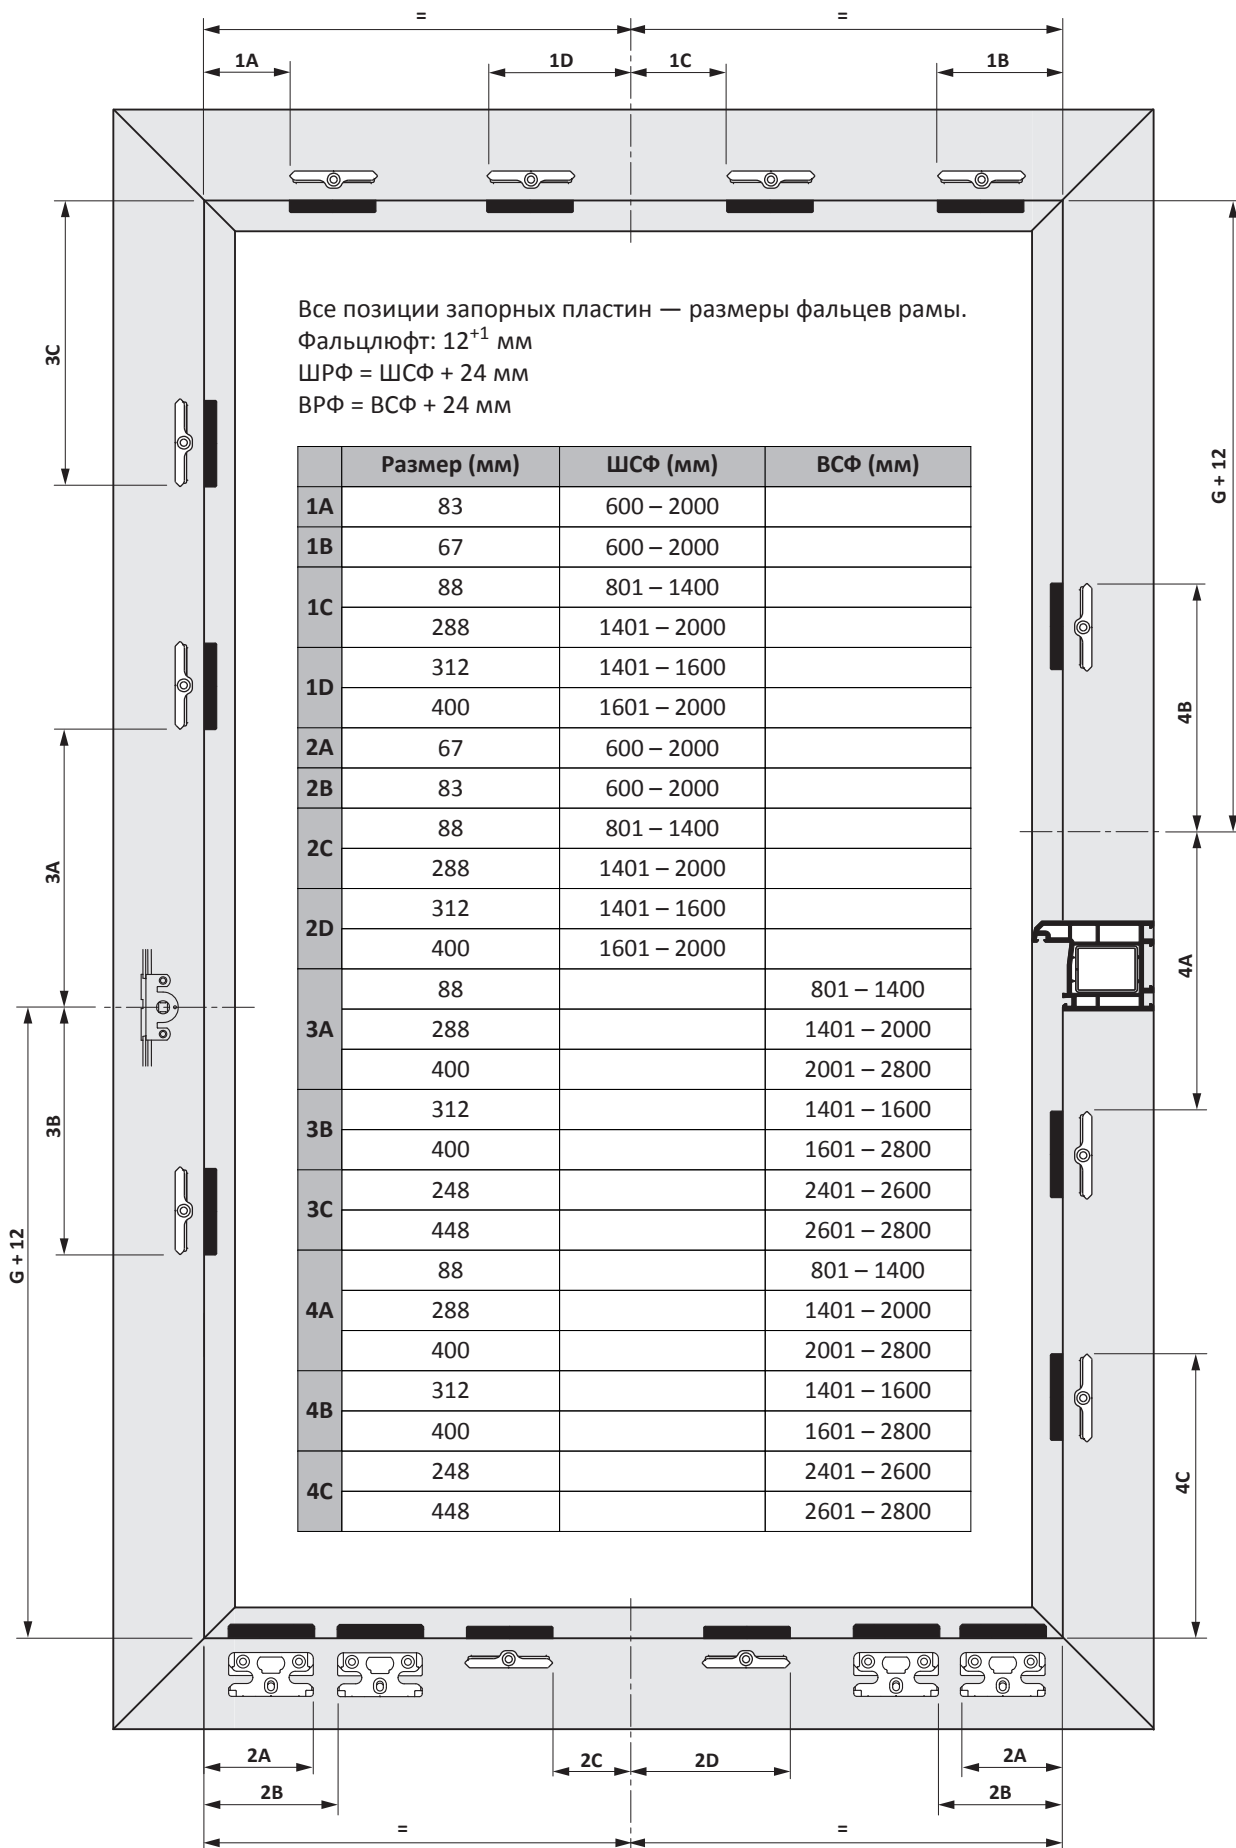 = =
1A 1D 1C 1B
3C
G + 12
Все позиции запорных пластин — размеры фальцев рамы.
Фальцлюфт: 12⁺¹ мм
ШРФ = ШСФ + 24 мм
ВРФ = ВСФ + 24 мм
Размер (мм) ШСФ (мм) ВСФ (мм)
1A 83 600 – 2000
1B 67 600 – 2000
1C 88 801 – 1400
288 1401 – 2000
1D 312 1401 – 1600
400 1601 – 2000
2A 67 600 – 2000
2B 83 600 – 2000
2C 88 801 – 1400
288 1401 – 2000
2D 312 1401 – 1600
400 1601 – 2000
3A 88 801 – 1400
288 1401 – 2000
400 2001 – 2800
3B 312 1401 – 1600
400 1601 – 2800
3C 248 2401 – 2600
448 2601 – 2800
4A 88 801 – 1400
288 1401 – 2000
400 2001 – 2800
4B 312 1401 – 1600
400 1601 – 2800
4C 248 2401 – 2600
448 2601 – 2800
4B
3A
4A
3B
G + 12
4C
2A 2C 2D 2A
2B 2B
= =